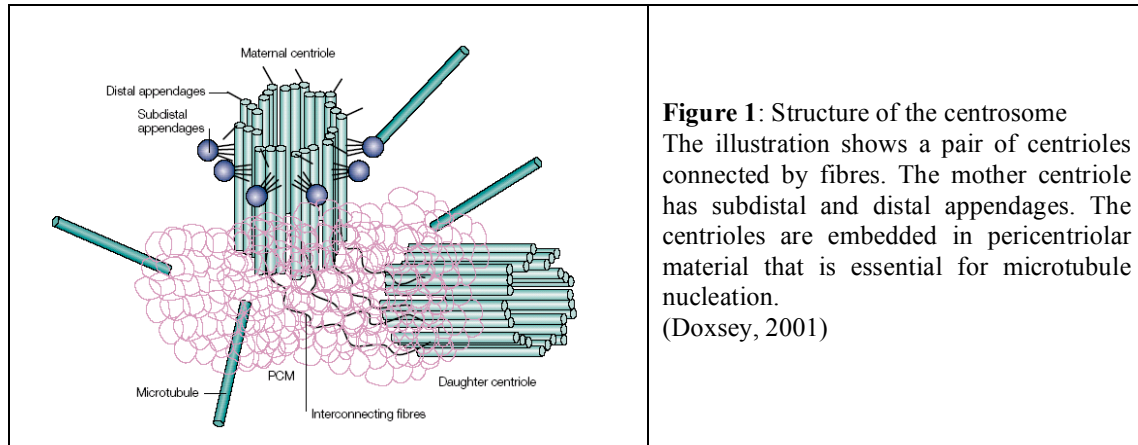 Maternal centriole
Distal appendages
Subdistal
appendages
PCM
Daughter centriole
Microtubule
Interconnecting fibres
Figure 1: Structure of the centrosome
The illustration shows a pair of centrioles
connected by fibres. The mother centriole
has subdistal and distal appendages. The
centrioles are embedded in pericentriolar
material that is essential for microtubule
nucleation.
(Doxsey, 2001)